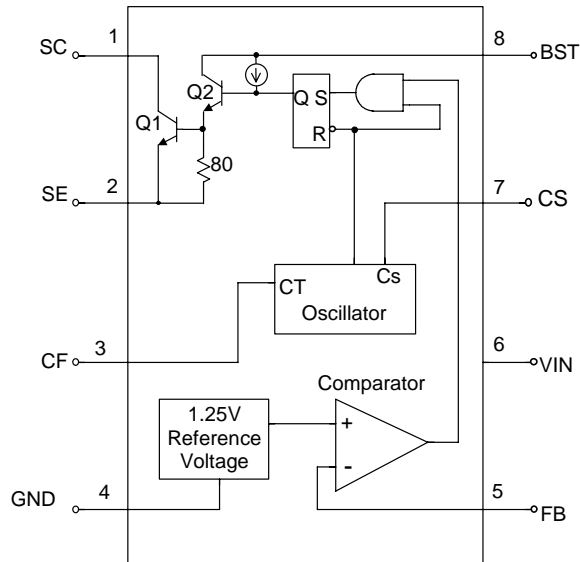 SC 1
8 BST
Q2
Q S
Q1
R
80
SE 2
7 CS
CT Cs
Oscillator
CF 3
6 VIN
Comparator
1.25V
Reference
Voltage
+
-
GND 4
5 FB